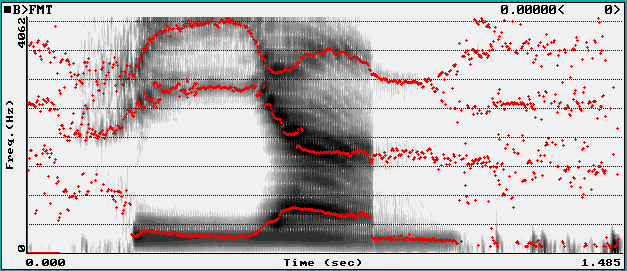 ■B>FMT 0.00000< 0>
4062
Freq.(Hz)
0
0.000 Time (sec) 1.485